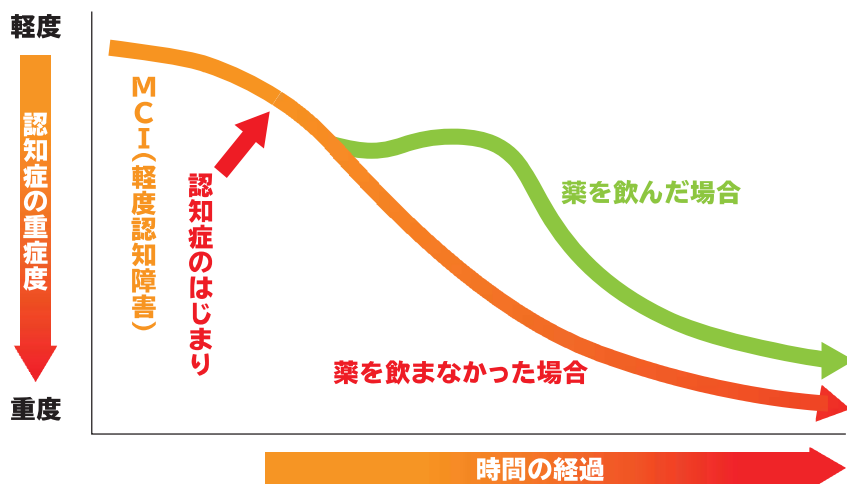 軽度
認知症の重症度
重度
MCI(軽度認知障害)
認知症のはじまり
薬を飲んだ場合
薬を飲まなかった場合
時間の経過